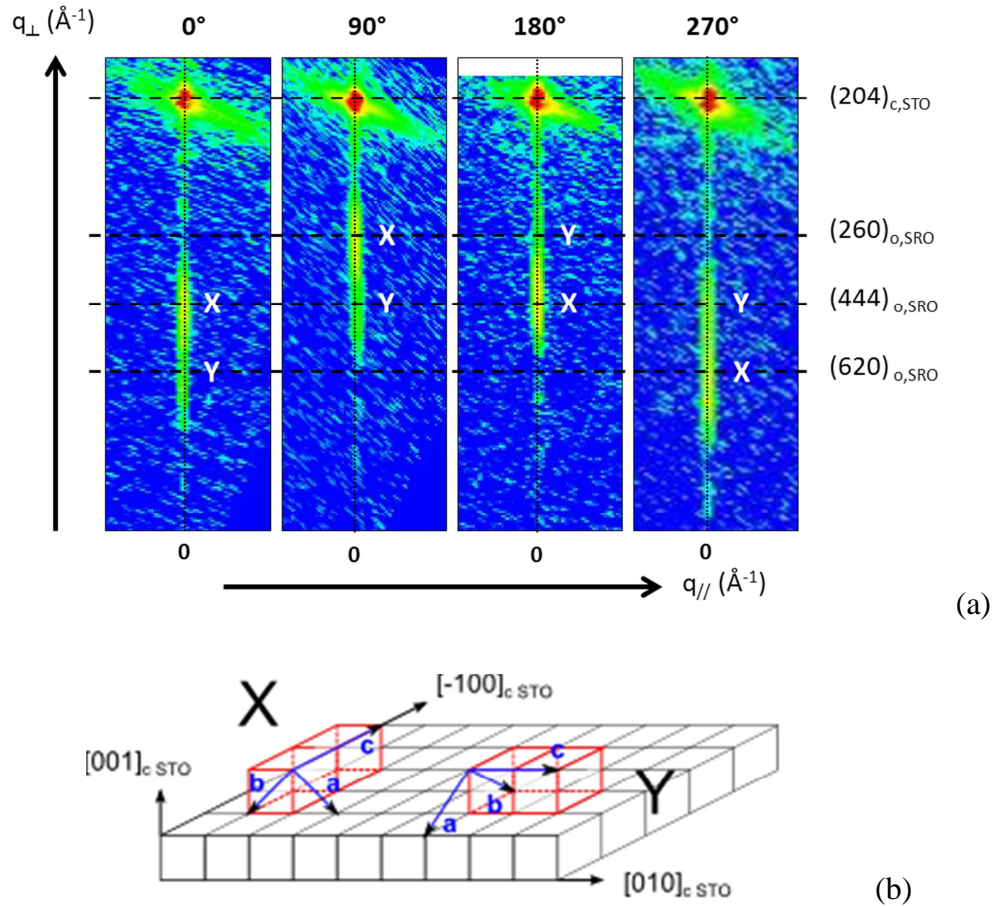 q⊥ (Å-1) 0° 90° 180° 270°
(204)c,STO
(260)o,SRO
X Y
X Y X Y (444)o,SRO
Y X (620)o,SRO
0 0 0 0
q// (Å-1)
(a)
X [-100]c STO
[001]c STO c c
b a b Y
a
[010]c STO (b)